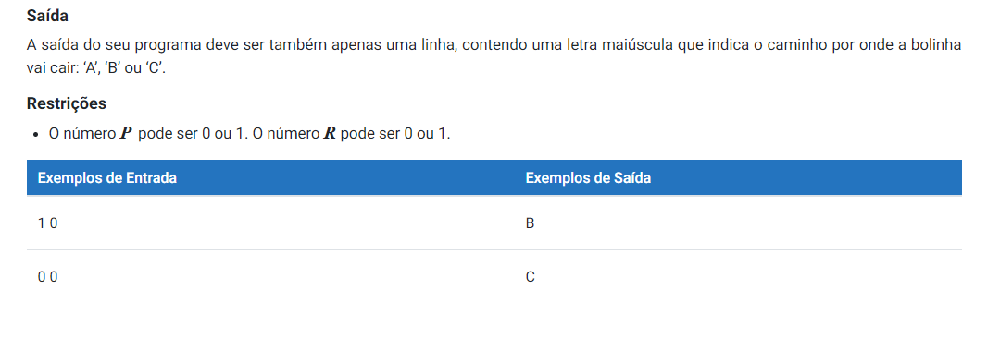 Saída
A saída do seu programa deve ser também apenas uma linha, contendo uma letra maiúscula que indica o caminho por onde a bolinha
vai cair: ‘A’, ‘B’ ou ‘C’.
Restrições
• O número P pode ser 0 ou 1. O número R pode ser 0 ou 1.
Exemplos de Entrada Exemplos de Saída
1 0 B
0 0 C